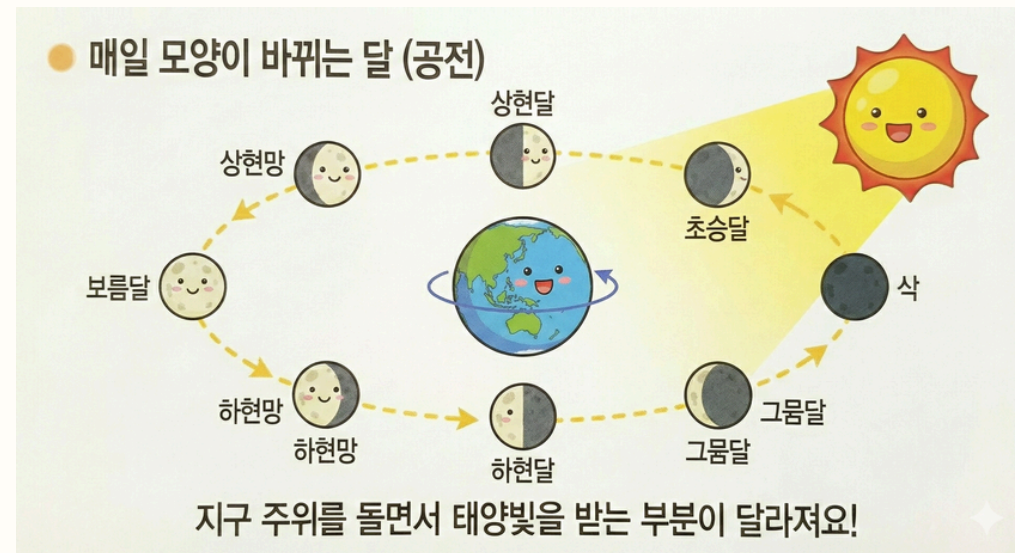 매일 모양이 바뀌는 달 (공전)
상현달
상현망
초승달
보름달
삭
하현망
하현망
하현달
그뭄달
그뭄달
지구 주위를 돌면서 태양빛을 받는 부분이 달라져요!